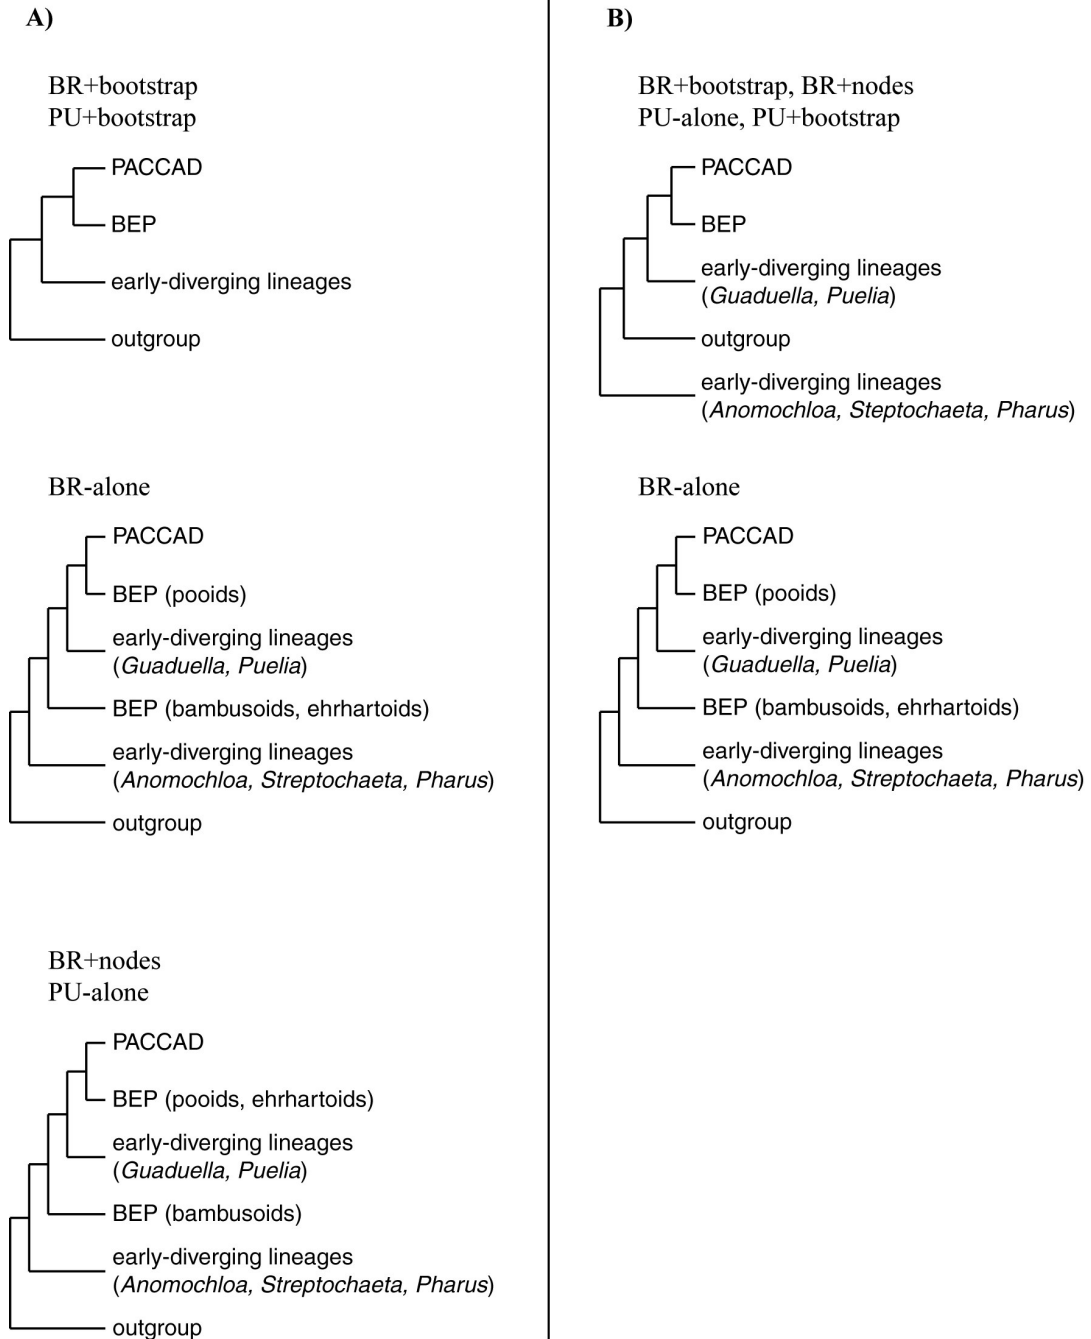 A)
BR+bootstrap
PU+bootstrap
PACCAD
BEP
early-diverging lineages
outgroup
BR-alone
PACCAD
BEP (pooids)
early-diverging lineages
(Guaduella, Puelia)
BEP (bambusoids, ehrhartoids)
early-diverging lineages
(Anomochloa, Streptochaeta, Pharus)
outgroup
BR+nodes
PU-alone
PACCAD
BEP (pooids, ehrhartoids)
early-diverging lineages
(Guaduella, Puelia)
BEP (bambusoids)
early-diverging lineages
(Anomochloa, Streptochaeta, Pharus)
outgroup
B)
BR+bootstrap, BR+nodes
PU-alone, PU+bootstrap
PACCAD
BEP
early-diverging lineages
(Guaduella, Puelia)
outgroup
early-diverging lineages
(Anomochloa, Steptochaeta, Pharus)
BR-alone
PACCAD
BEP (pooids)
early-diverging lineages
(Guaduella, Puelia)
BEP (bambusoids, ehrhartoids)
early-diverging lineages
(Anomochloa, Streptochaeta, Pharus)
outgroup